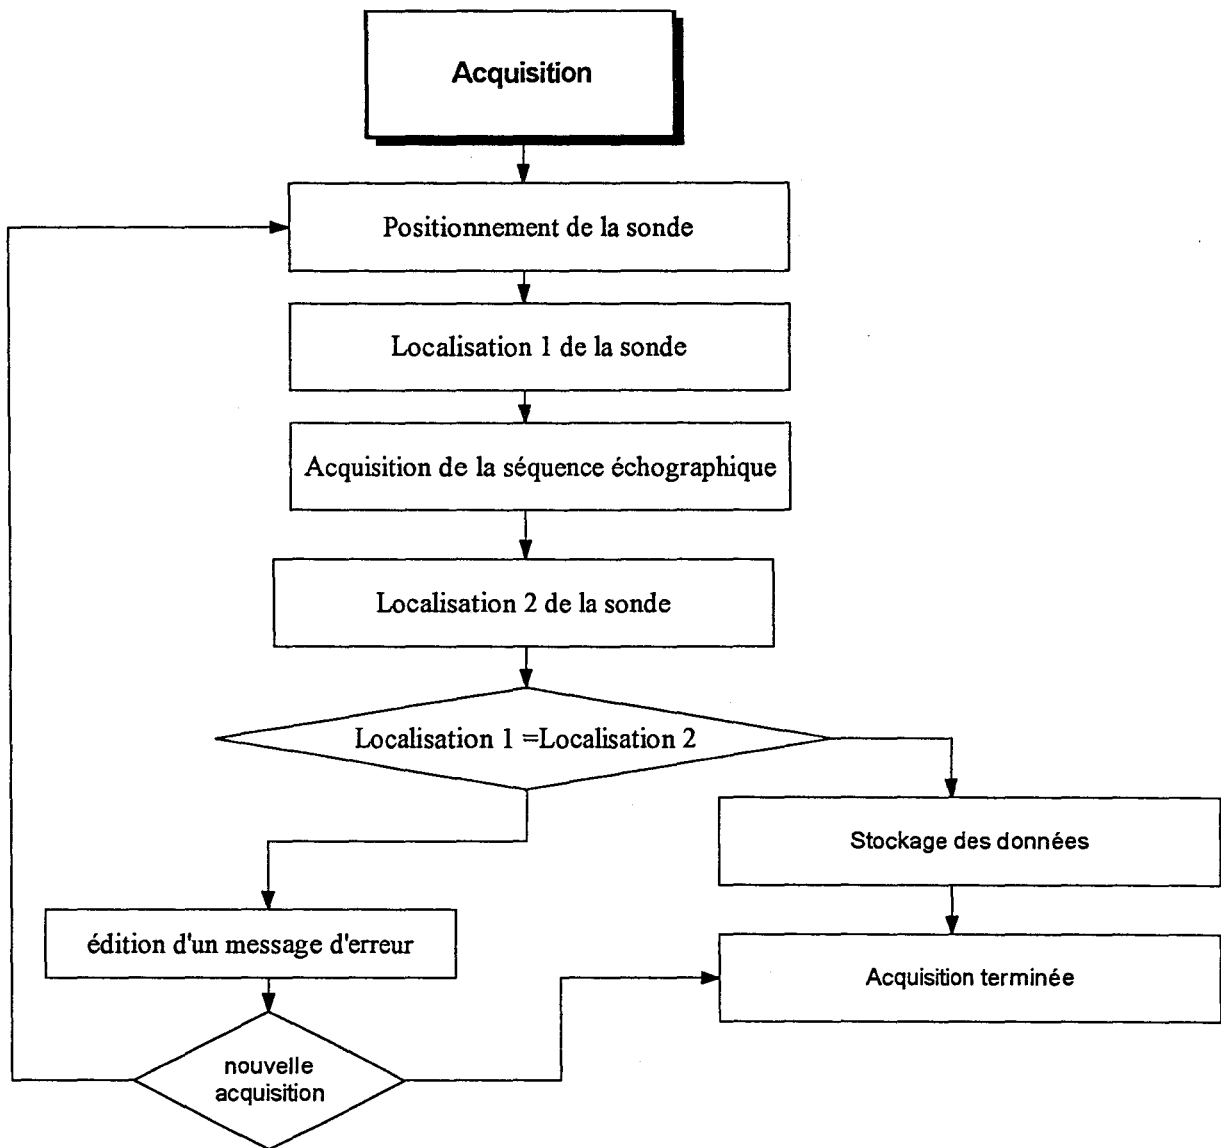 Acquisition
Positionnement de la sonde
Localisation 1 de la sonde
Acquisition de la séquence échographique
Localisation 2 de la sonde
Localisation 1 =Localisation 2
Stockage des données
édition d'un message d'erreur
Acquisition terminée
nouvelle
acquisition